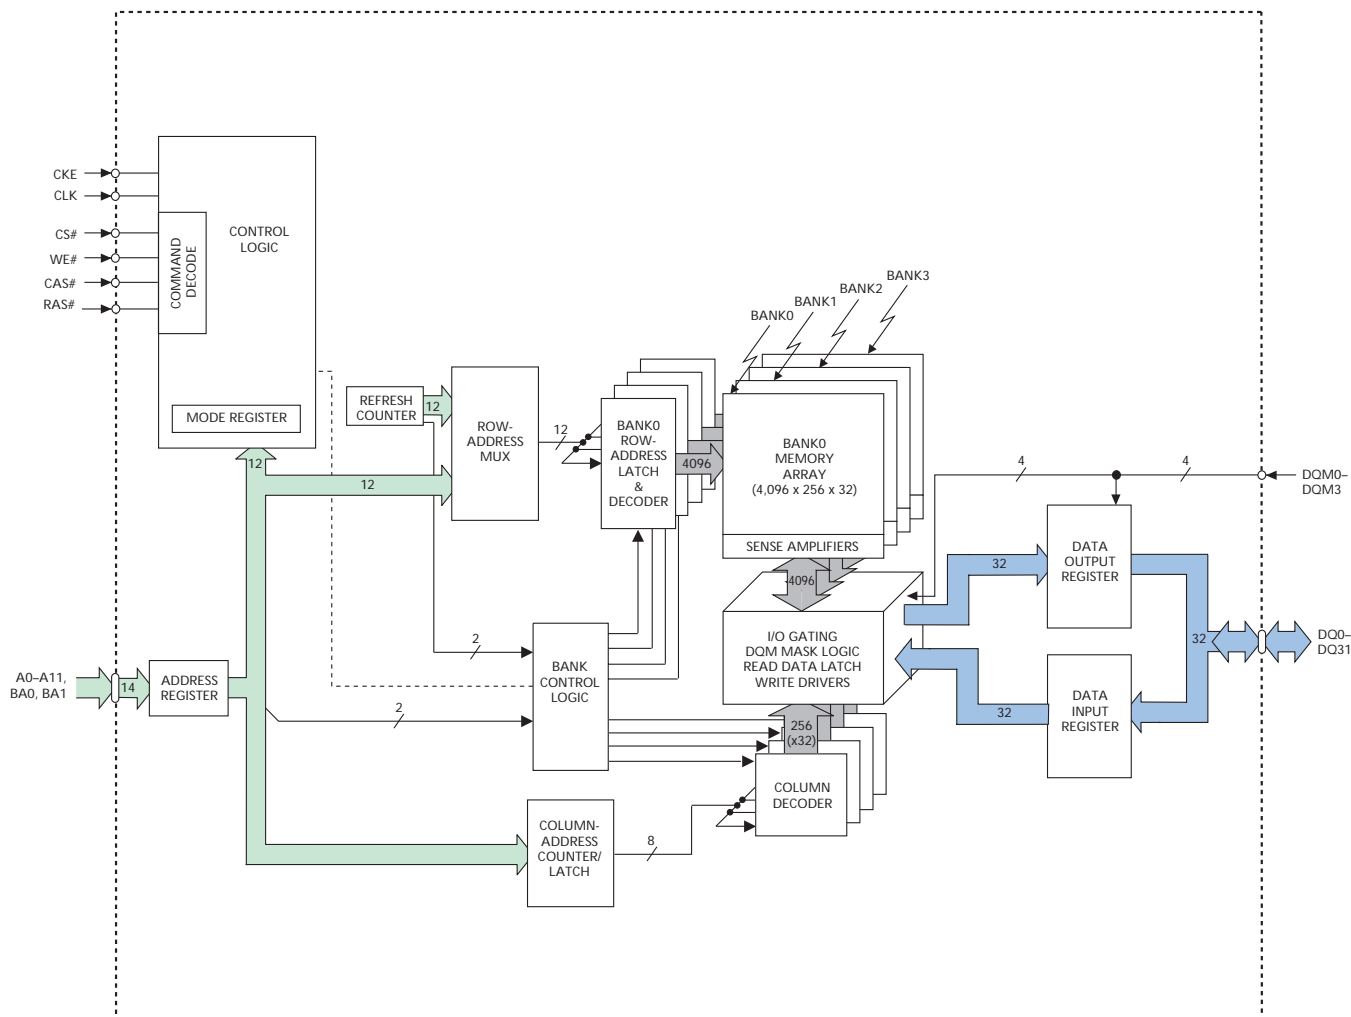 CKE
CLK
CS#
WE#
CAS#
RAS#
COMMAND
DECODE
CONTROL
LOGIC
MODE REGISTER
12
12
REFRESH
COUNTER
12
ROW-
ADDRESS
MUX
12
BANK0
ROW-
ADDRESS
LATCH
&
DECODER
4096
BANK0
BANK1
BANK2
BANK3
BANK0
MEMORY
ARRAY
(4,096 x 256 x 32)
SENSE AMPLIFIERS
4096
I/O GATING
DQM MASK LOGIC
READ DATA LATCH
WRITE DRIVERS
256
(x32)
COLUMN
DECODER
4
4
DQM0–
DQM3
DATA
OUTPUT
REGISTER
32
32
32
DATA
INPUT
REGISTER
DQ0–
DQ31
A0–A11,
BA0, BA1
14
ADDRESS
REGISTER
2
2
BANK
CONTROL
LOGIC
COLUMN-
ADDRESS
COUNTER/
LATCH
8